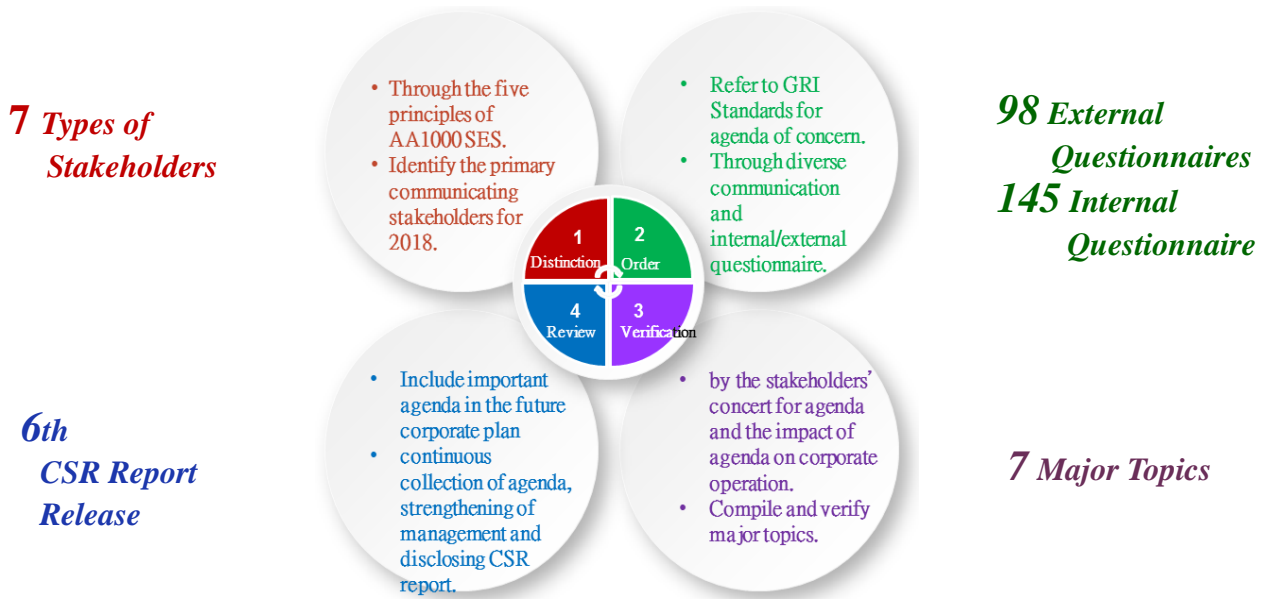 7 Types of
Stakeholders
• Through the five
principles of
AA1000 SES.
• Identify the primary
communicating
stakeholders for
2018.
• Refer to GRI
Standards for
agenda of concern.
• Through diverse
communication
and
internal/external
questionnaire.
98 External
Questionnaires
145 Internal
Questionnaire
1
Distinction
2
Order
4
Review
3
Verification
6th
CSR Report
Release
• Include important
agenda in the future
corporate plan
• continuous
collection of agenda,
strengthening of
management and
disclosing CSR
report.
• by the stakeholders’
concert for agenda
and the impact of
agenda on corporate
operation.
• Compile and verify
major topics.
7 Major Topics